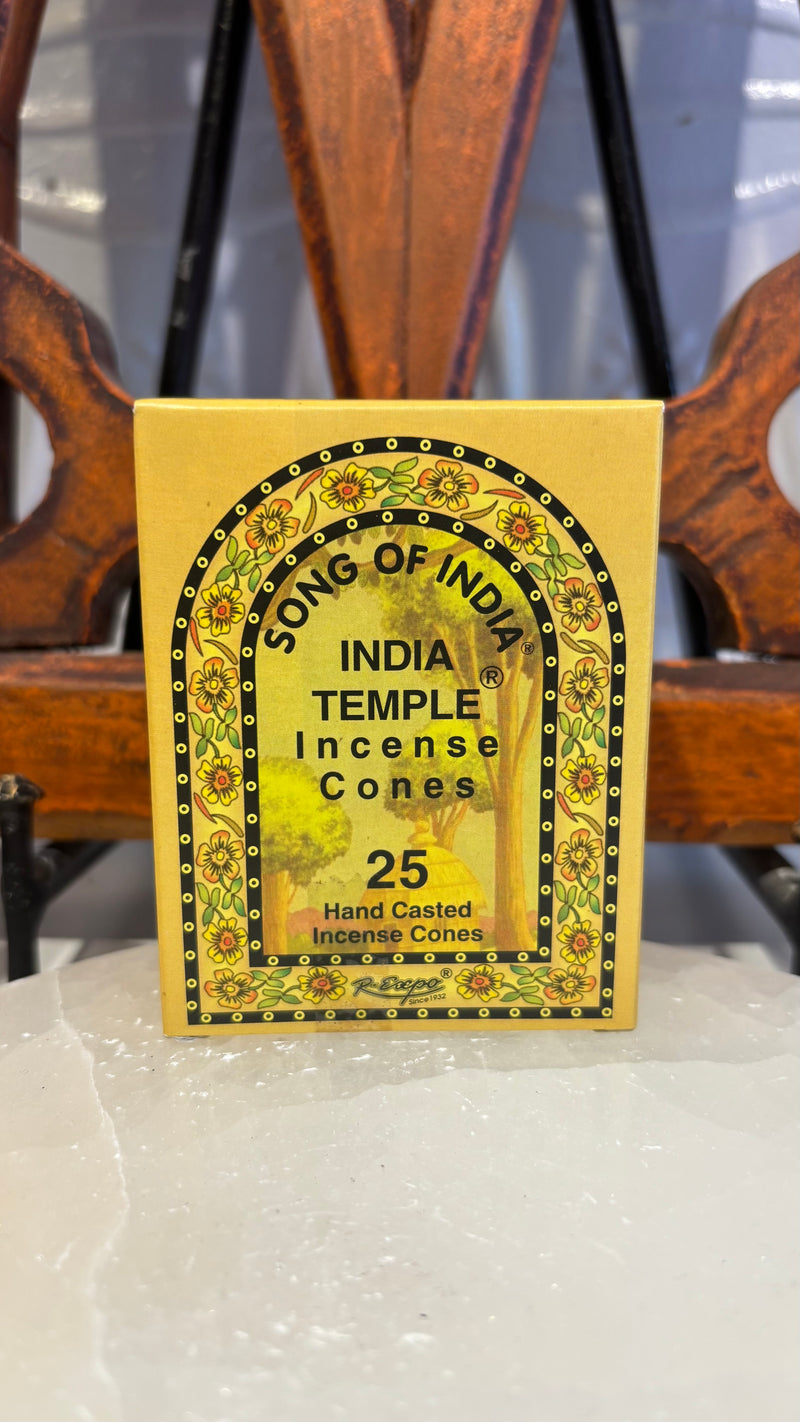 SONG OF INDIA®
INDIA
TEMPLE®
Incense
Cones
25
Hand Casted
Incense Cones
R-Expo®
Since 1932